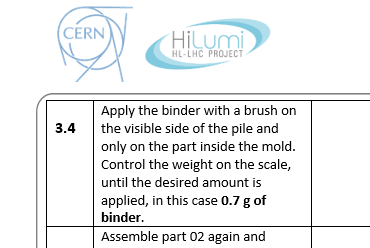 CERN
HiLumi
HL-LHC PROJECT
3.4
Apply the binder with a brush on
the visible side of the pile and
only on the part inside the mold.
Control the weight on the scale,
until the desired amount is
applied, in this case 0.7 g of
binder.
Assemble part 02 again and